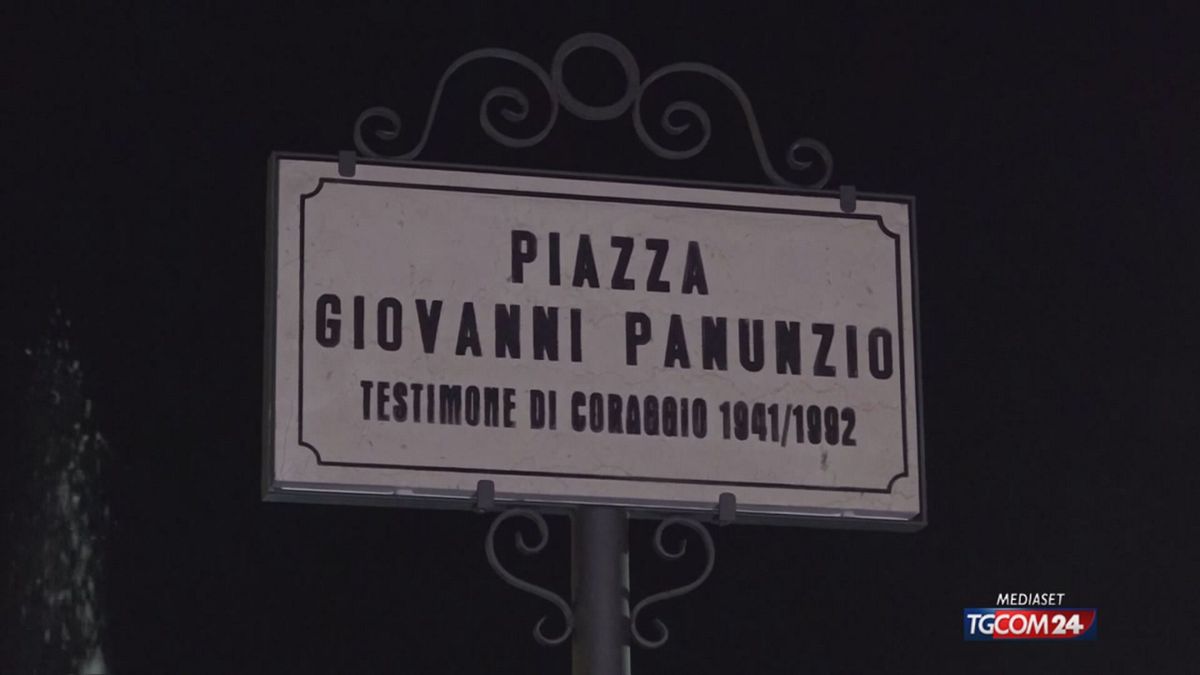 PIAZZA
GIOVANNI PANUNZIO
TESTIMONE DI CORAGGIO 1941/1992
MEDIASET
TGCOM24